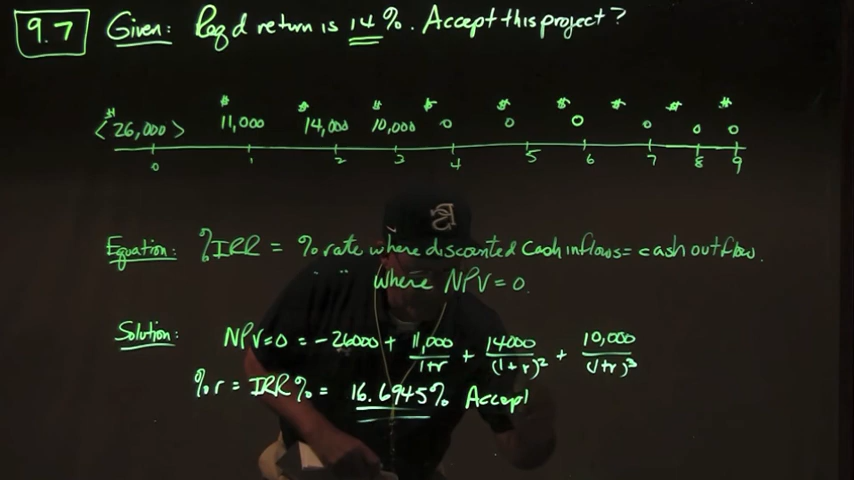 9.7 Given: Req d return is 14%. Accept this project?
$ $ $ $ $ $ $ $ $ $
<26,000> 11,000 14,000 10,000 0 0 0 0 0 0
0 1 2 3 4 5 6 7 8 9
Equation: %IRR = % rate where discounted cash inflows = cash outflow.
" " where NPV = 0.
Solution: NPV=0 = -26000 + 11,000/1+r + 14000/(1+r)² + 10,000/(1+r)³
%r = IRR% = 16.6945% Accept